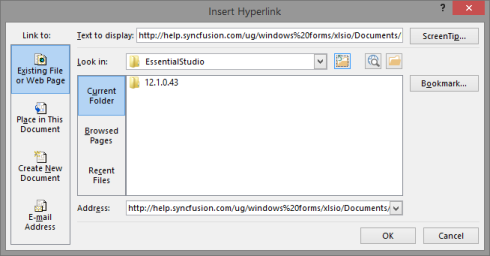 Insert Hyperlink
Link to:
Text to display: http://help.syncfusion.com/ug/windows%20forms/xlsio/Documents/
ScreenTip...
Existing File
or Web Page
Look in: EssentialStudio
Current
Folder
12.1.0.43
Bookmark...
Place in This
Document
Browsed
Pages
Create New
Document
Recent
Files
E-mail
Address
Address: http://help.syncfusion.com/ug/windows%20forms/xlsio/Documents/
OK
Cancel